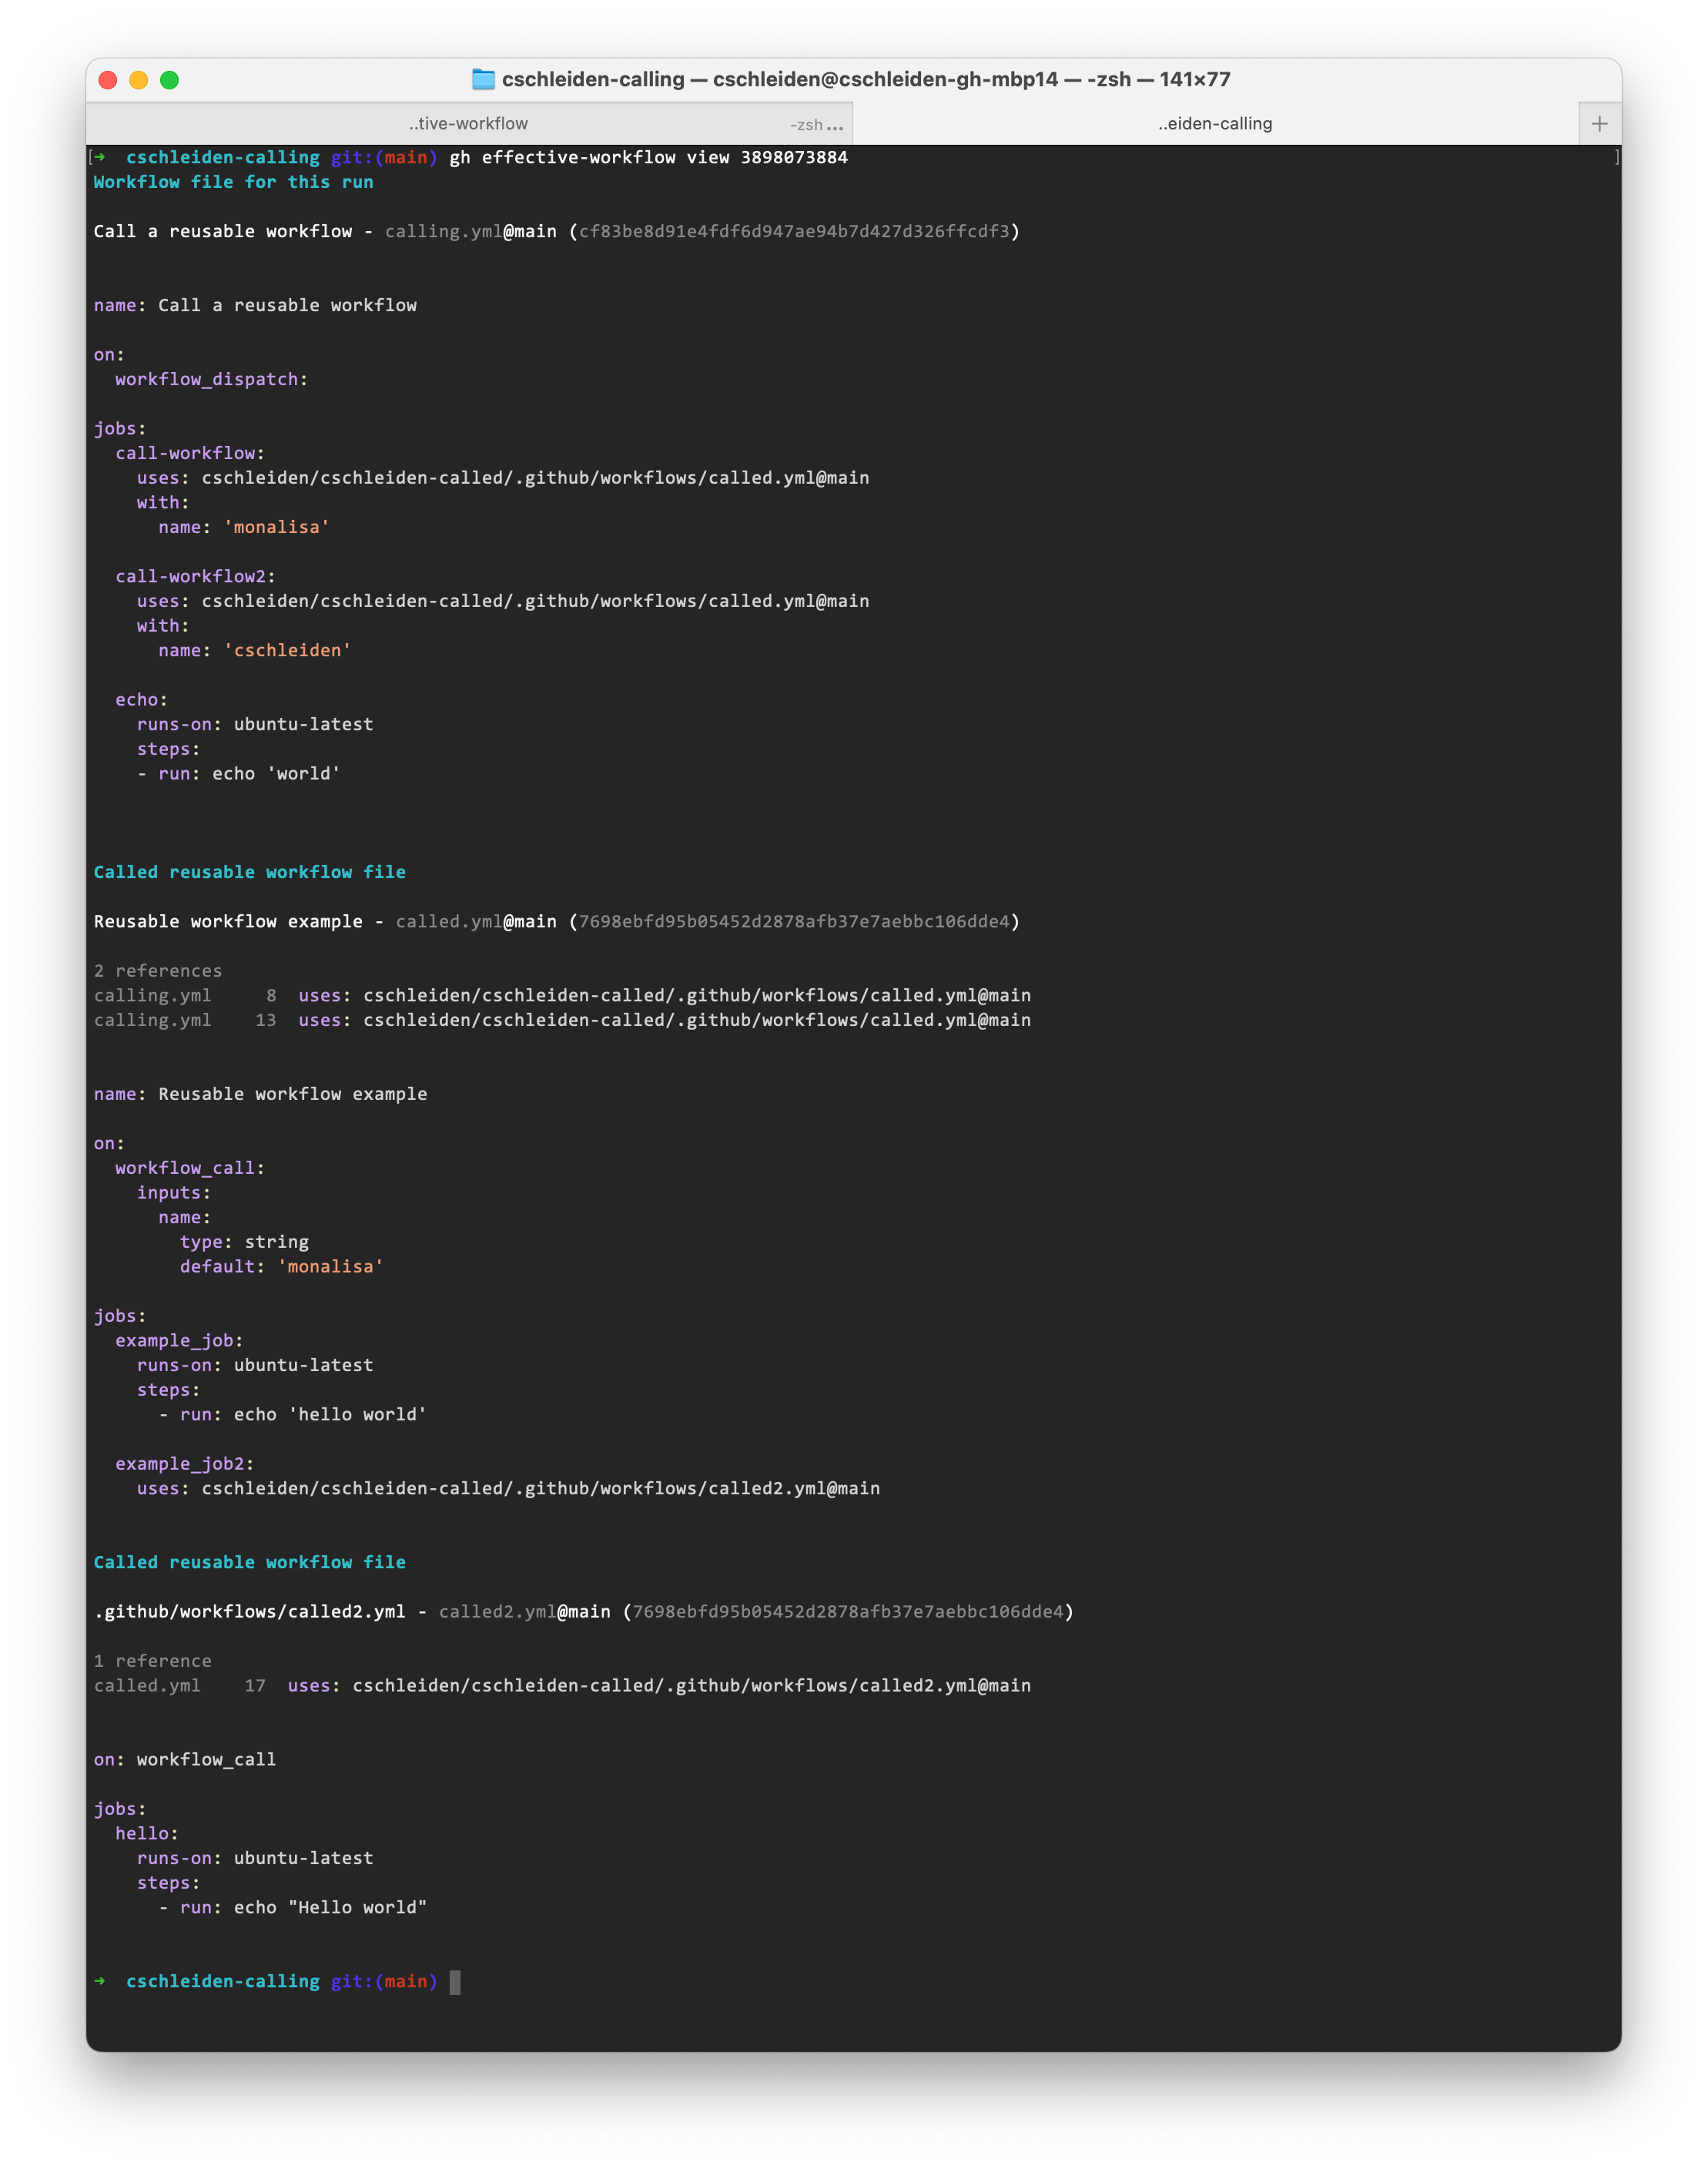 cschleiden-calling — cschleiden@cschleiden-gh-mbp14 — -zsh — 141×77
..tive-workflow -zsh ... ..eiden-calling +
[➜  cschleiden-calling git:(main) gh effective-workflow view 3898073884 ]
Workflow file for this run

Call a reusable workflow - calling.yml@main (cf83be8d91e4fdf6d947ae94b7d427d326ffcdf3)

name: Call a reusable workflow

on:
  workflow_dispatch:

jobs:
  call-workflow:
    uses: cschleiden/cschleiden-called/.github/workflows/called.yml@main
    with:
      name: 'monalisa'

  call-workflow2:
    uses: cschleiden/cschleiden-called/.github/workflows/called.yml@main
    with:
      name: 'cschleiden'

  echo:
    runs-on: ubuntu-latest
    steps:
    - run: echo 'world'

Called reusable workflow file

Reusable workflow example - called.yml@main (7698ebfd95b05452d2878afb37e7aebbc106dde4)

2 references
calling.yml     8  uses: cschleiden/cschleiden-called/.github/workflows/called.yml@main
calling.yml    13  uses: cschleiden/cschleiden-called/.github/workflows/called.yml@main

name: Reusable workflow example

on:
  workflow_call:
    inputs:
      name:
        type: string
        default: 'monalisa'

jobs:
  example_job:
    runs-on: ubuntu-latest
    steps:
      - run: echo 'hello world'

  example_job2:
    uses: cschleiden/cschleiden-called/.github/workflows/called2.yml@main

Called reusable workflow file

.github/workflows/called2.yml - called2.yml@main (7698ebfd95b05452d2878afb37e7aebbc106dde4)

1 reference
called.yml    17  uses: cschleiden/cschleiden-called/.github/workflows/called2.yml@main

on: workflow_call

jobs:
  hello:
    runs-on: ubuntu-latest
    steps:
      - run: echo "Hello world"

➜  cschleiden-calling git:(main)